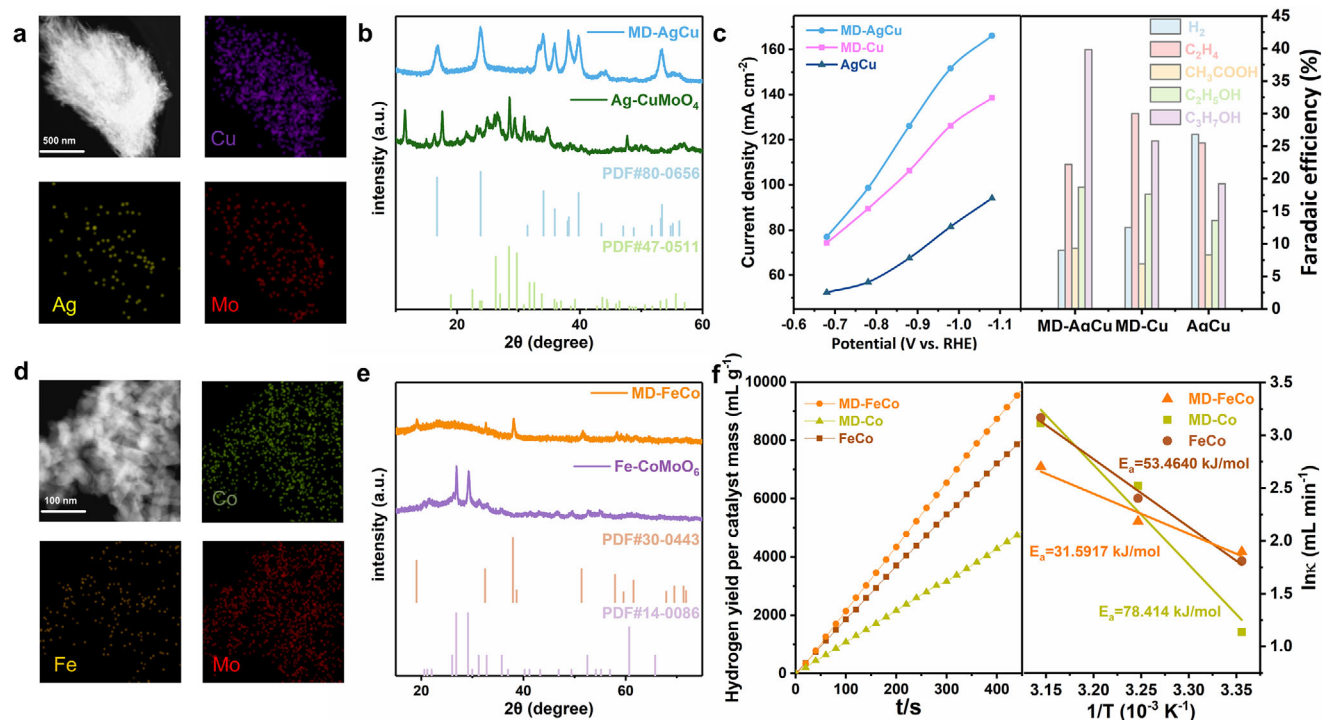 a
500 nm
Cu
Ag
Mo
b
MD-AgCu
Ag-CuMoO₄
PDF#80-0656
PDF#47-0511
intensity (a.u.)
20 40 60
2θ (degree)
c
MD-AgCu
MD-Cu
AgCu
Current density (mA cm⁻²)
160
140
120
100
80
60
-0.6 -0.7 -0.8 -0.9 -1.0 -1.1
Potential (V vs. RHE)
H₂
C₂H₄
CH₃COOH
C₂H₅OH
C₃H₇OH
MD-AgCu MD-Cu AgCu
45
40
35
30
25
20
15
10
5
0
Faradaic efficiency (%)
d
100 nm
Co
Fe
Mo
e
MD-FeCo
Fe-CoMoO₆
PDF#30-0443
PDF#14-0086
intensity (a.u.)
20 40 60
2θ (degree)
f
MD-FeCo
MD-Co
FeCo
Hydrogen yield per catalyst mass (mL g⁻¹)
10000
8000
6000
4000
2000
0
0 100 200 300 400
t/s
MD-FeCo
MD-Co
FeCo
Eₐ=53.4640 kJ/mol
Eₐ=31.5917 kJ/mol
Eₐ=78.414 kJ/mol
3.15 3.20 3.25 3.30 3.35
1/T (10⁻³ K⁻¹)
3.5
3.0
2.5
2.0
1.5
1.0
lnκ (mL min⁻¹)